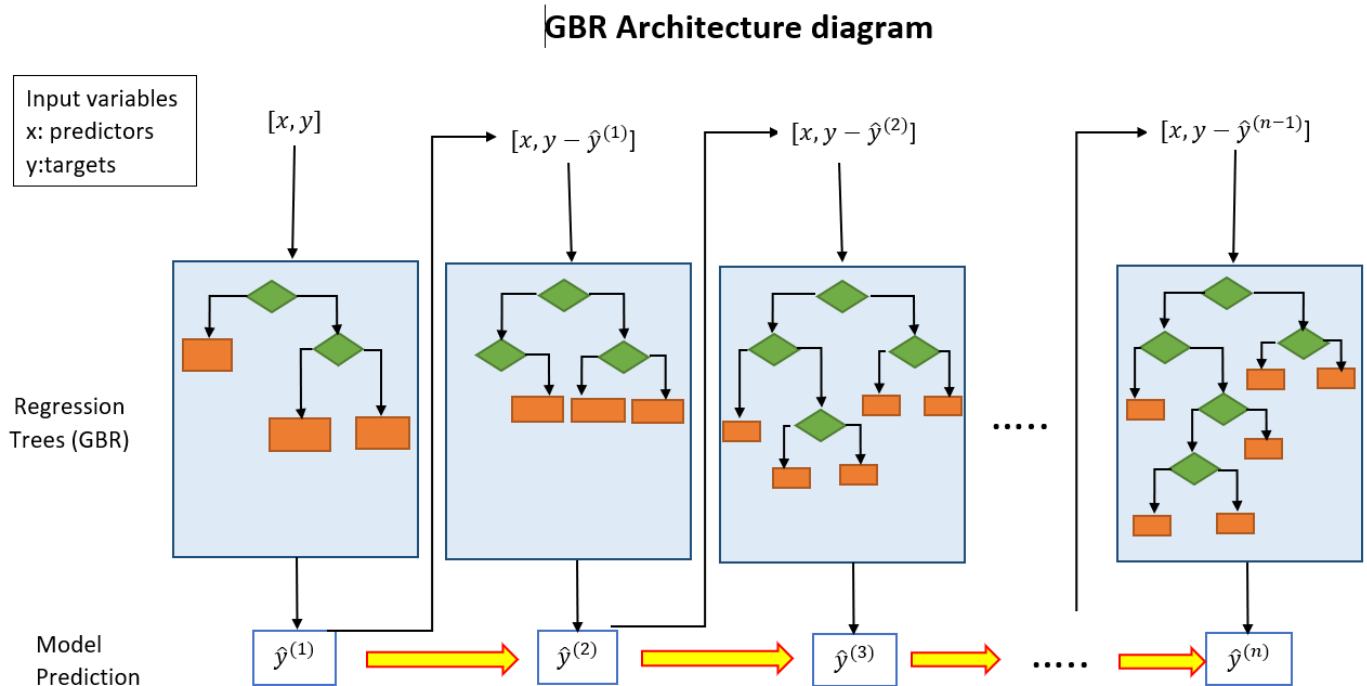 GBR Architecture diagram
Input variables
x: predictors
y:targets
[x, y]
[x, y − ŷ⁽¹⁾]
[x, y − ŷ⁽²⁾]
[x, y − ŷ⁽ⁿ⁻¹⁾]
Regression
Trees (GBR)
.....
Model
Prediction
ŷ⁽¹⁾
ŷ⁽²⁾
ŷ⁽³⁾
.....
ŷ⁽ⁿ⁾